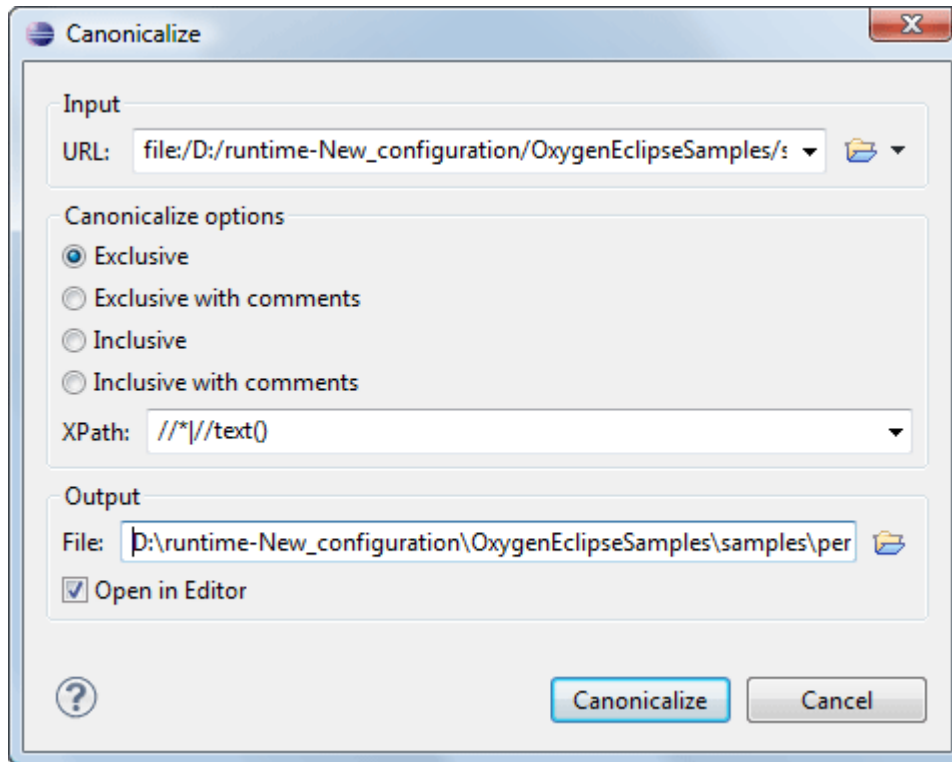 Canonicalize
Input
URL: file:/D:/runtime-New_configuration/OxygenEclipseSamples/s
Canonicalize options
Exclusive
Exclusive with comments
Inclusive
Inclusive with comments
XPath: //*|//text()
Output
File: D:\runtime-New_configuration\OxygenEclipseSamples\samples\per
Open in Editor
? Canonicalize Cancel